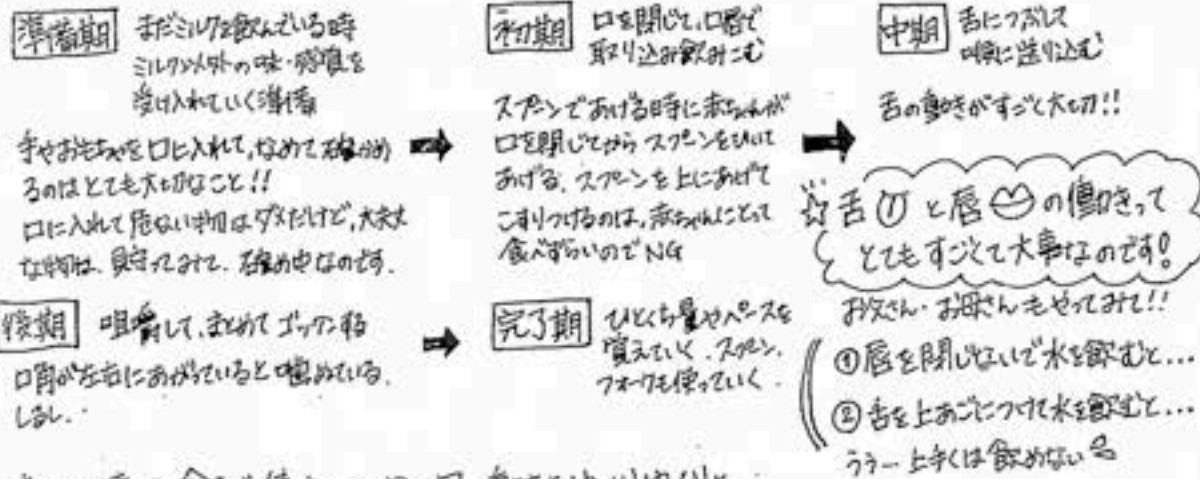 準備期 まだミルクを飲んでいる時
ミルク以外の味・感覚を
受け入れていく準備
手やおもちゃを口に入れて、なめて確かめ
るのはとても大切なこと!!
口に入れて危ない物はダメだけど、大丈夫
な物は、見守ってみて。確め中なのです.
初期 口を閉じて、口唇で
取り込み飲みこむ
スプーンであげる時に赤ちゃんが
口を閉じてから スプーンをひいて
あげる. スプーンを上にあげて
こすりつけるのは、赤ちゃんにとって
食べずらいのでNG
中期 舌につぶして
喉に送り込む
舌の動きがすごく大切!!
舌 と唇 の働きって
とてもすごくて大事なのです!
お父さん・お母さんもやってみて!!
①唇を閉じないで水を飲むと...
②舌を上あごにつけて水を飲むと...
うう… 上手くは飲めない
後期 咀嚼して、まとめて ゴックンする
口角が左右にあがっていると噛めている.
しるし.
完了期 ひとくち量やペースを
覚えていく. スプーン.
フォークも使っていく.